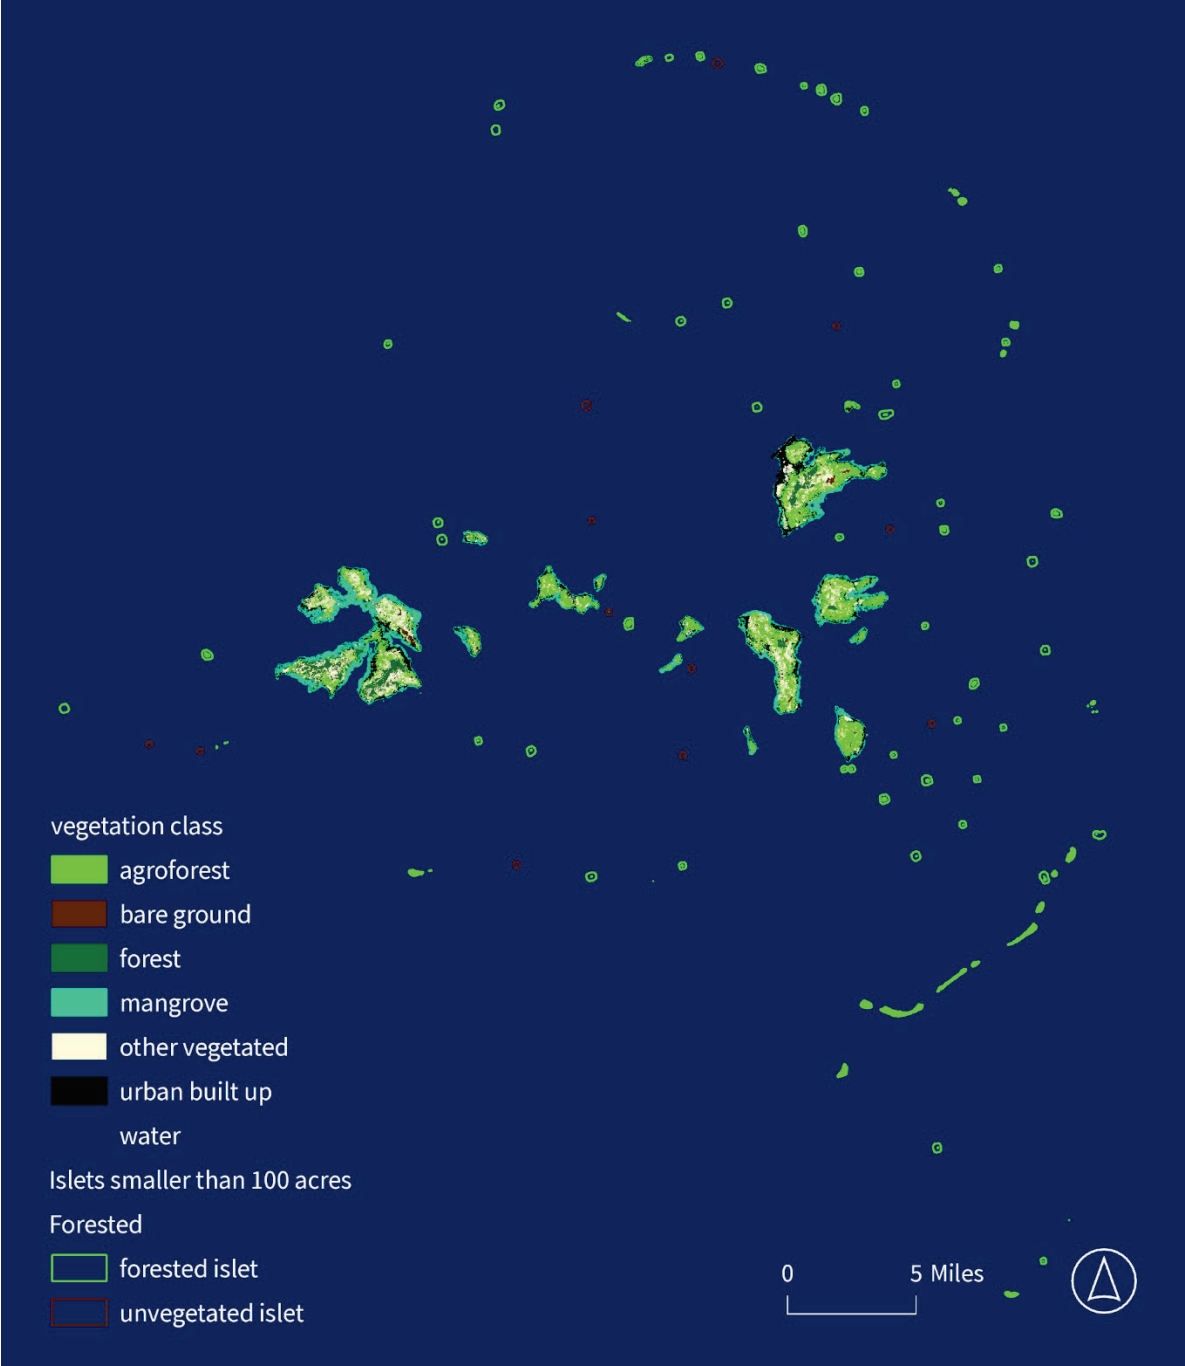 vegetation class
agroforest
bare ground
forest
mangrove
other vegetated
urban built up
water
Islets smaller than 100 acres
Forested
forested islet
unvegetated islet
0 5 Miles